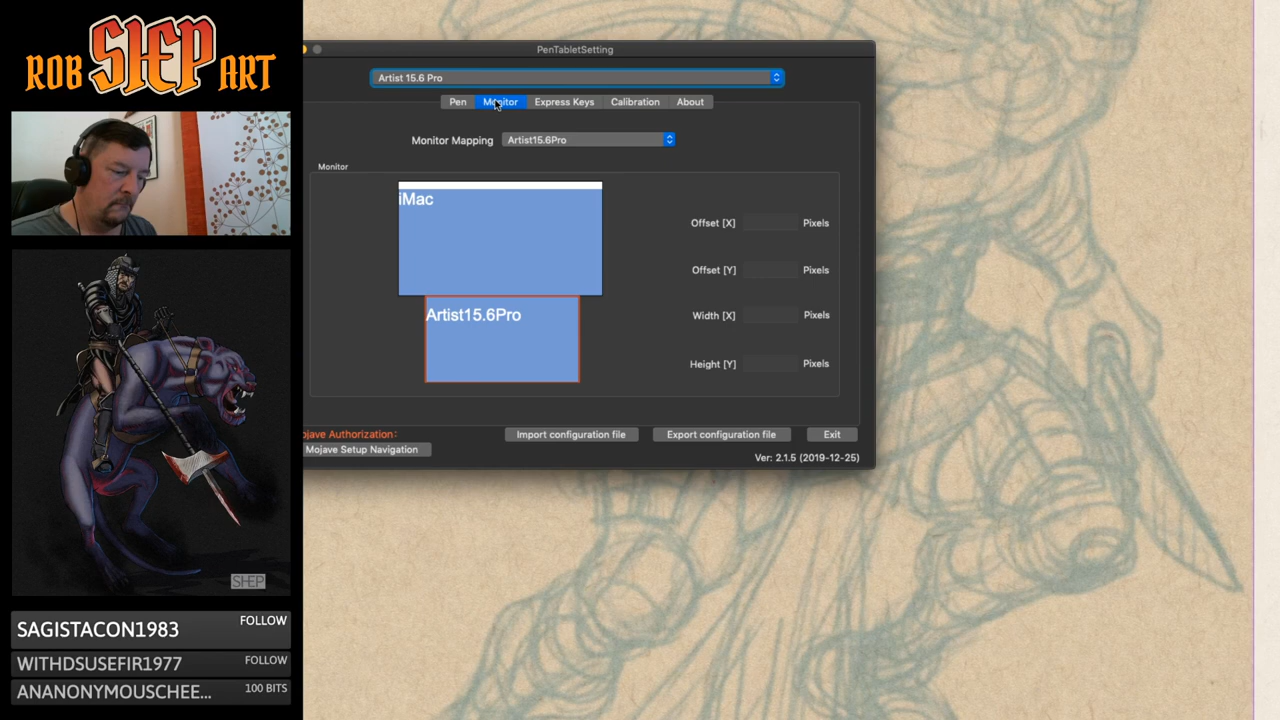 ROB SHEP ART
SHEP
SAGISTACON1983 FOLLOW
WITHDSUSEFIR1977 FOLLOW
ANANONYMOUSCHEE... 100 BITS
PenTabletSetting
Artist 15.6 Pro
Pen Monitor Express Keys Calibration About
Monitor Mapping Artist15.6Pro
Monitor
iMac
Artist15.6Pro
Offset [X] Pixels
Offset [Y] Pixels
Width [X] Pixels
Height [Y] Pixels
ojave Authorization:
Mojave Setup Navigation
Import configuration file
Export configuration file
Exit
Ver: 2.1.5 (2019-12-25)